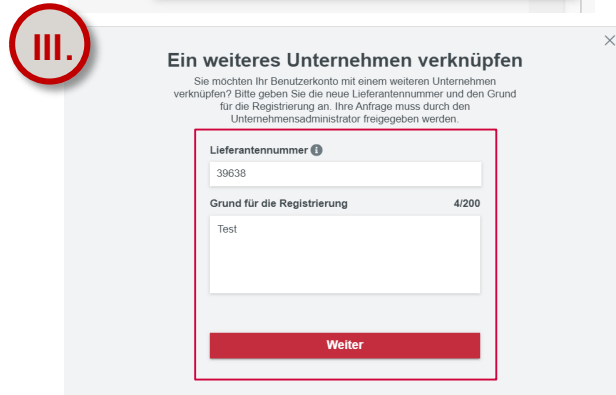 III.
Ein weiteres Unternehmen verknüpfen
Sie möchten Ihr Benutzerkonto mit einem weiteren Unternehmen
verknüpfen? Bitte geben Sie die neue Lieferantennummer und den Grund
für die Registrierung an. Ihre Anfrage muss durch den
Unternehmensadministrator freigegeben werden.
Lieferantennummer
39638
Grund für die Registrierung 4/200
Test
Weiter